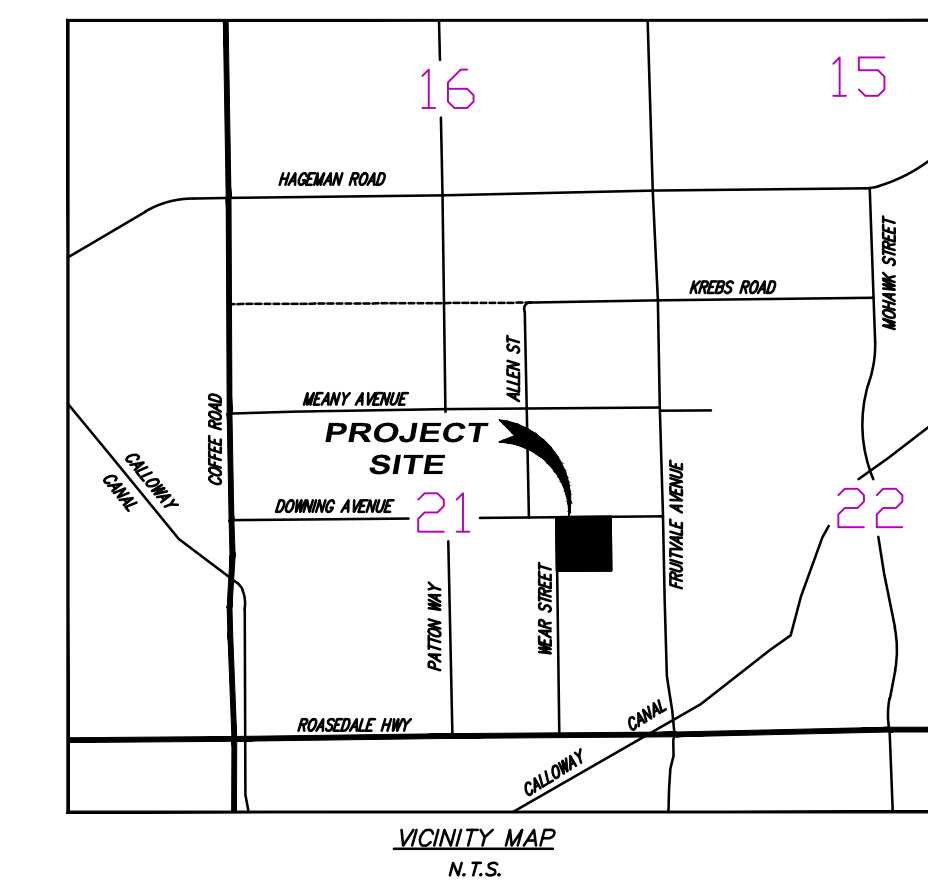 16
15
HAGEMAN ROAD
MOHAWK STREET
KREBS ROAD
ALLEN ST
MEANY AVENUE
COFFEE ROAD
PROJECT
SITE
CALLOWAY
CANAL
DOWNING AVENUE
21
22
FRUITVALE AVENUE
WEAR STREET
PATTON WAY
ROASEDALE HWY
CALLOWAY
CANAL
VICINITY MAP
N.T.S.